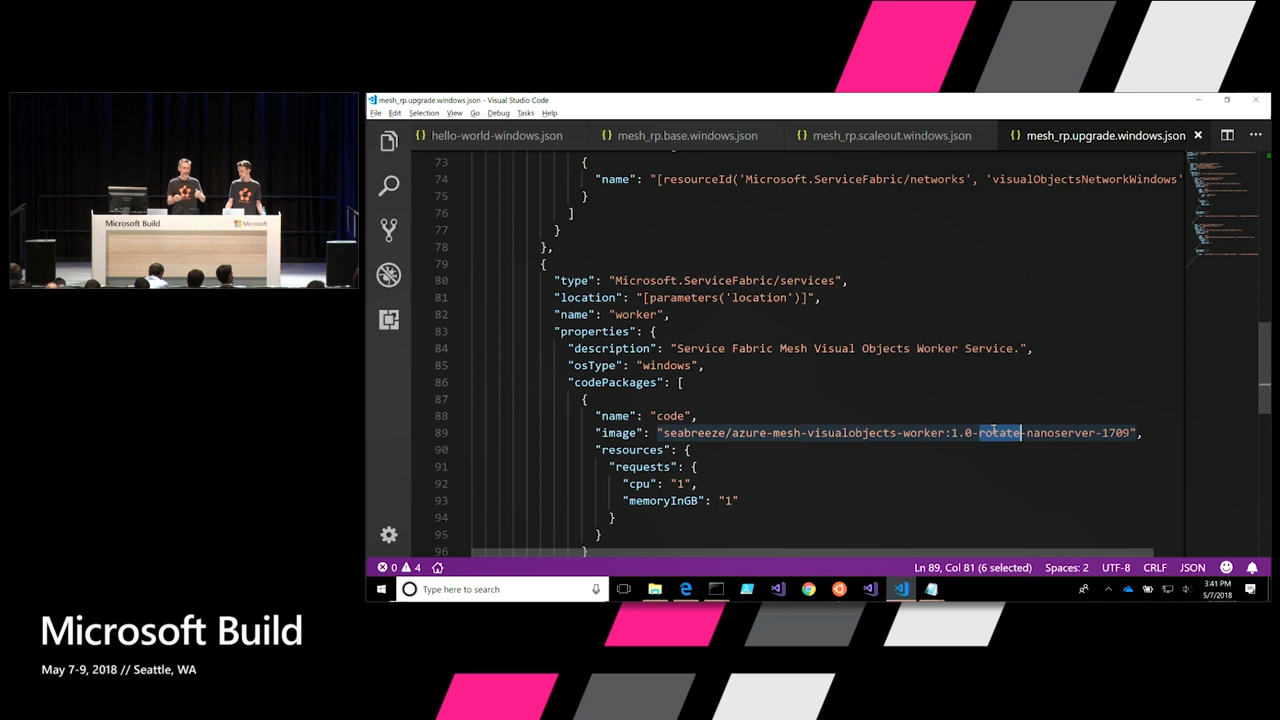 Microsoft Build
Microsoft
mesh_rp.upgrade.windows.json - Visual Studio Code
File Edit Selection View Go Debug Tasks Help
{} hello-world-windows.json {} mesh_rp.base.windows.json {} mesh_rp.scaleout.windows.json {} mesh_rp.upgrade.windows.json
73 {
74 "name": "[resourceId('Microsoft.ServiceFabric/networks', 'visualObjectsNetworkWindows'
75 }
76 ]
77 }
78 },
79 {
80 "type": "Microsoft.ServiceFabric/services",
81 "location": "[parameters('location')]",
82 "name": "worker",
83 "properties": {
84 "description": "Service Fabric Mesh Visual Objects Worker Service.",
85 "osType": "windows",
86 "codePackages": [
87 {
88 "name": "code",
89 "image": "seabreeze/azure-mesh-visualobjects-worker:1.0-rotate-nanoserver-1709",
90 "resources": {
91 "requests": {
92 "cpu": "1",
93 "memoryInGB": "1"
94 }
95 }
96 }
0 4 Ln 89, Col 81 (6 selected) Spaces: 2 UTF-8 CRLF JSON
Type here to search
3:41 PM
5/7/2018
Microsoft Build
May 7-9, 2018 // Seattle, WA